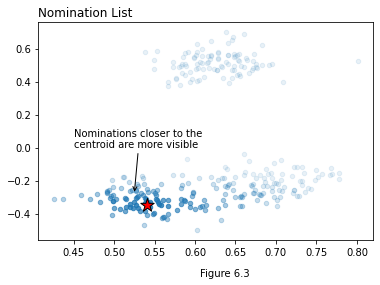 Nomination List
0.6
0.4
0.2
0.0
−0.2
−0.4
Nominations closer to the
centroid are more visible
0.45 0.50 0.55 0.60 0.65 0.70 0.75 0.80
Figure 6.3